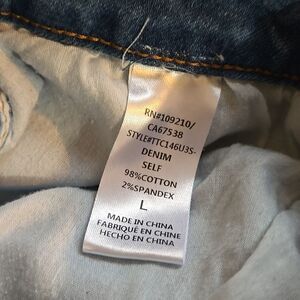 RN#109210/
CA67538
STYLE#TTC146U3S-
DENIM
SELF
98%COTTON
2%SPANDEX
L
MADE IN CHINA
FABRIQUÉ EN CHINE
HECHO EN CHINA